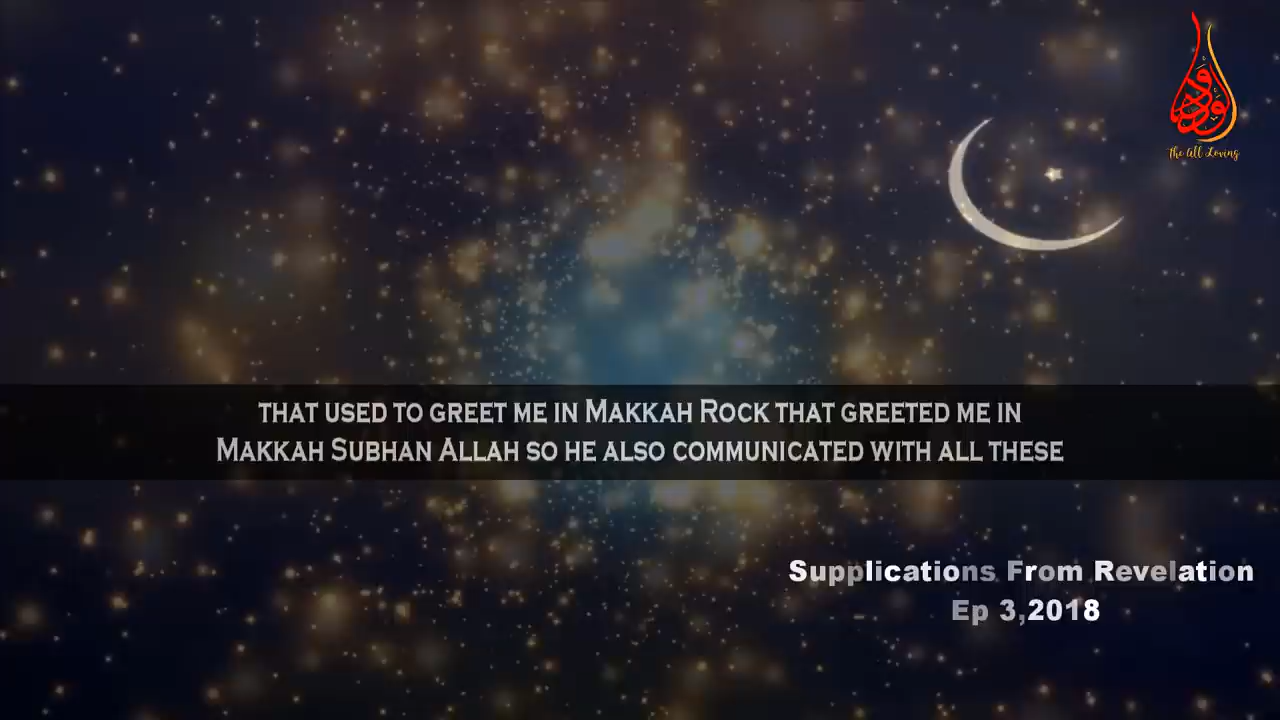 الودود
The All Loving
THAT USED TO GREET ME IN MAKKAH ROCK THAT GREETED ME IN
MAKKAH SUBHAN ALLAH SO HE ALSO COMMUNICATED WITH ALL THESE
Supplications From Revelation
Ep 3,2018